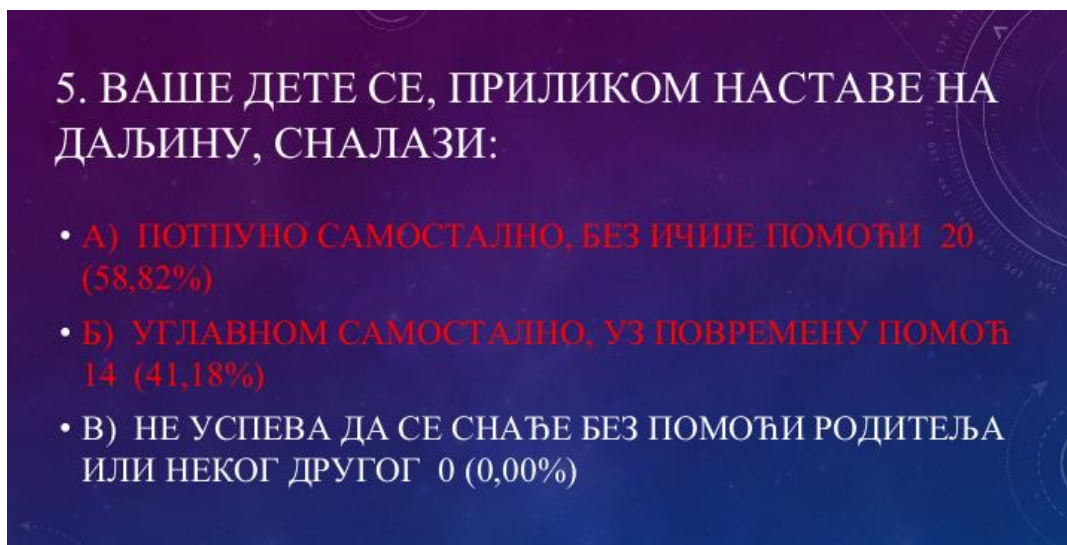 5. ВАШЕ ДЕТЕ СЕ, ПРИЛИКОМ НАСТАВЕ НА
ДАЉИНУ, СНАЛАЗИ:
• А) ПОТПУНО САМОСТАЛНО, БЕЗ ИЧИЈЕ ПОМОЋИ 20
(58,82%)
• Б) УГЛАВНОМ САМОСТАЛНО, УЗ ПОВРЕМЕНУ ПОМОЋ
14 (41,18%)
• В) НЕ УСПЕВА ДА СЕ СНАЂЕ БЕЗ ПОМОЋИ РОДИТЕЉА
ИЛИ НЕКОГ ДРУГОГ 0 (0,00%)